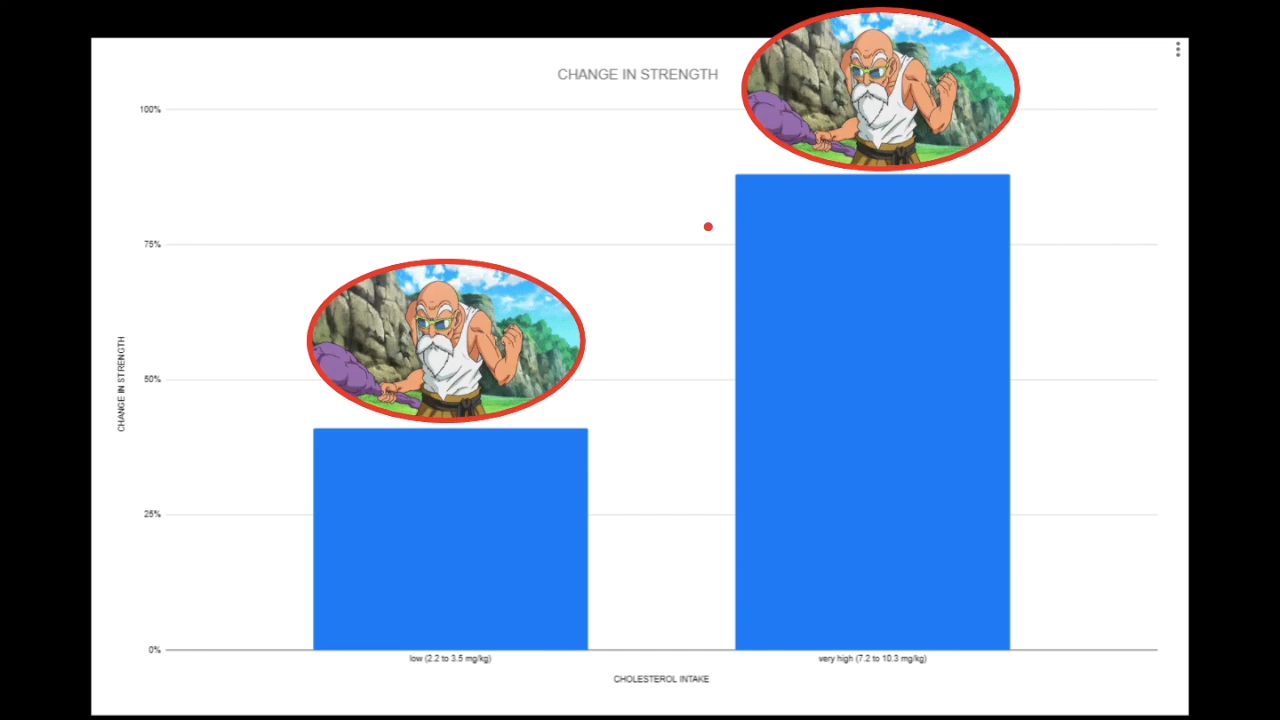 CHANGE IN STRENGTH
100%
75%
50%
25%
0%
CHANGE IN STRENGTH
low (2.2 to 3.5 mg/kg)
very high (7.2 to 10.3 mg/kg)
CHOLESTEROL INTAKE